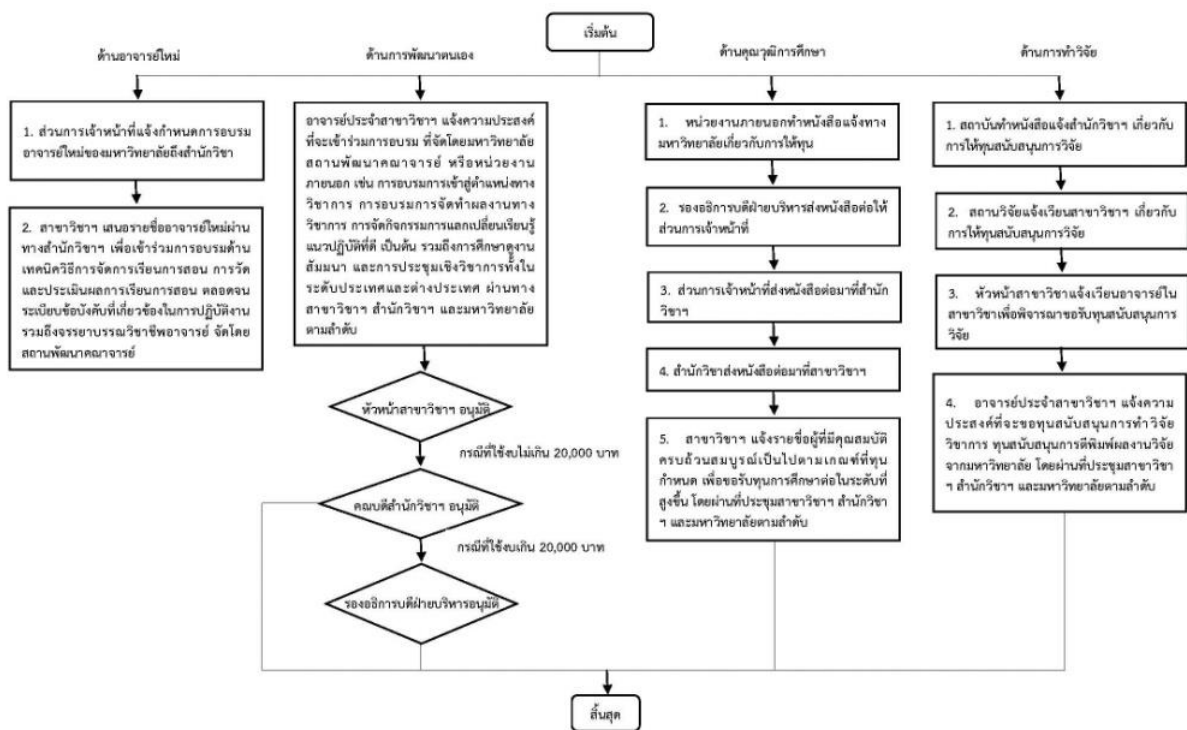 เริ่มต้น
ด้านอาจารย์ใหม่
ด้านการพัฒนาตนเอง
ด้านคุณวุฒิการศึกษา
ด้านการทำวิจัย
1. ส่วนการเจ้าหน้าที่แจ้งกำหนดการอบรม
อาจารย์ใหม่ของมหาวิทยาลัยถึงสำนักวิชา
2. สาขาวิชาฯ เสนอรายชื่ออาจารย์ใหม่ผ่าน
ทางสำนักวิชาฯ เพื่อเข้าร่วมการอบรมด้าน
เทคนิควิธีการจัดการเรียนการสอน การวัด
และประเมินผลการเรียนการสอน ตลอดจน
ระเบียบข้อบังคับที่เกี่ยวข้องในการปฏิบัติงาน
รวมถึงจรรยาบรรณวิชาชีพอาจารย์ จัดโดย
สถานพัฒนาคณาจารย์
อาจารย์ประจำสาขาวิชาฯ แจ้งความประสงค์
ที่จะเข้าร่วมการอบรม ที่จัดโดยมหาวิทยาลัย
สถานพัฒนาคณาจารย์ หรือหน่วยงาน
ภายนอก เช่น การอบรมการเข้าสู่ตำแหน่งทาง
วิชาการ การอบรมการจัดทำผลงานทาง
วิชาการ การจัดกิจกรรมการแลกเปลี่ยนเรียนรู้
แนวปฏิบัติที่ดี เป็นต้น รวมถึงการศึกษาดูงาน
สัมมนา และการประชุมเชิงวิชาการทั้งใน
ระดับประเทศและต่างประเทศ ผ่านทาง
สาขาวิชาฯ สำนักวิชาฯ และมหาวิทยาลัย
ตามลำดับ
หัวหน้าสาขาวิชาฯ อนุมัติ
กรณีที่ใช้งบไม่เกิน 20,000 บาท
คณบดีสำนักวิชาฯ อนุมัติ
กรณีที่ใช้งบเกิน 20,000 บาท
รองอธิการบดีฝ่ายบริหารอนุมัติ
1. หน่วยงานภายนอกทำหนังสือแจ้งทาง
มหาวิทยาลัยเกี่ยวกับการให้ทุน
2. รองอธิการบดีฝ่ายบริหารส่งหนังสือต่อให้
ส่วนการเจ้าหน้าที่
3. ส่วนการเจ้าหน้าที่ส่งหนังสือต่อมาที่สำนัก
วิชาฯ
4. สำนักวิชาส่งหนังสือต่อมาที่สาขาวิชาฯ
5. สาขาวิชาฯ แจ้งรายชื่อผู้ที่มีคุณสมบัติ
ครบถ้วนสมบูรณ์เป็นไปตามเกณฑ์ที่ทุน
กำหนด เพื่อขอรับทุนการศึกษาต่อในระดับที่
สูงขึ้น โดยผ่านที่ประชุมสาขาวิชาฯ สำนักวิชา
ฯ และมหาวิทยาลัยตามลำดับ
1. สถาบันทำหนังสือแจ้งสำนักวิชาฯ เกี่ยวกับ
การให้ทุนสนับสนุนการวิจัย
2. สถานวิจัยแจ้งเวียนสาขาวิชาฯ เกี่ยวกับ
การให้ทุนสนับสนุนการวิจัย
3. หัวหน้าสาขาวิชาแจ้งเวียนอาจารย์ใน
สาขาวิชาเพื่อพิจารณาขอรับทุนสนับสนุนการ
วิจัย
4. อาจารย์ประจำสาขาวิชาฯ แจ้งความ
ประสงค์ที่จะขอทุนสนับสนุนการทำวิจัย
วิชาการ ทุนสนับสนุนการตีพิมพ์ผลงานวิจัย
จากมหาวิทยาลัย โดยผ่านที่ประชุมสาขาวิชา
ฯ สำนักวิชาฯ และมหาวิทยาลัยตามลำดับ
สิ้นสุด